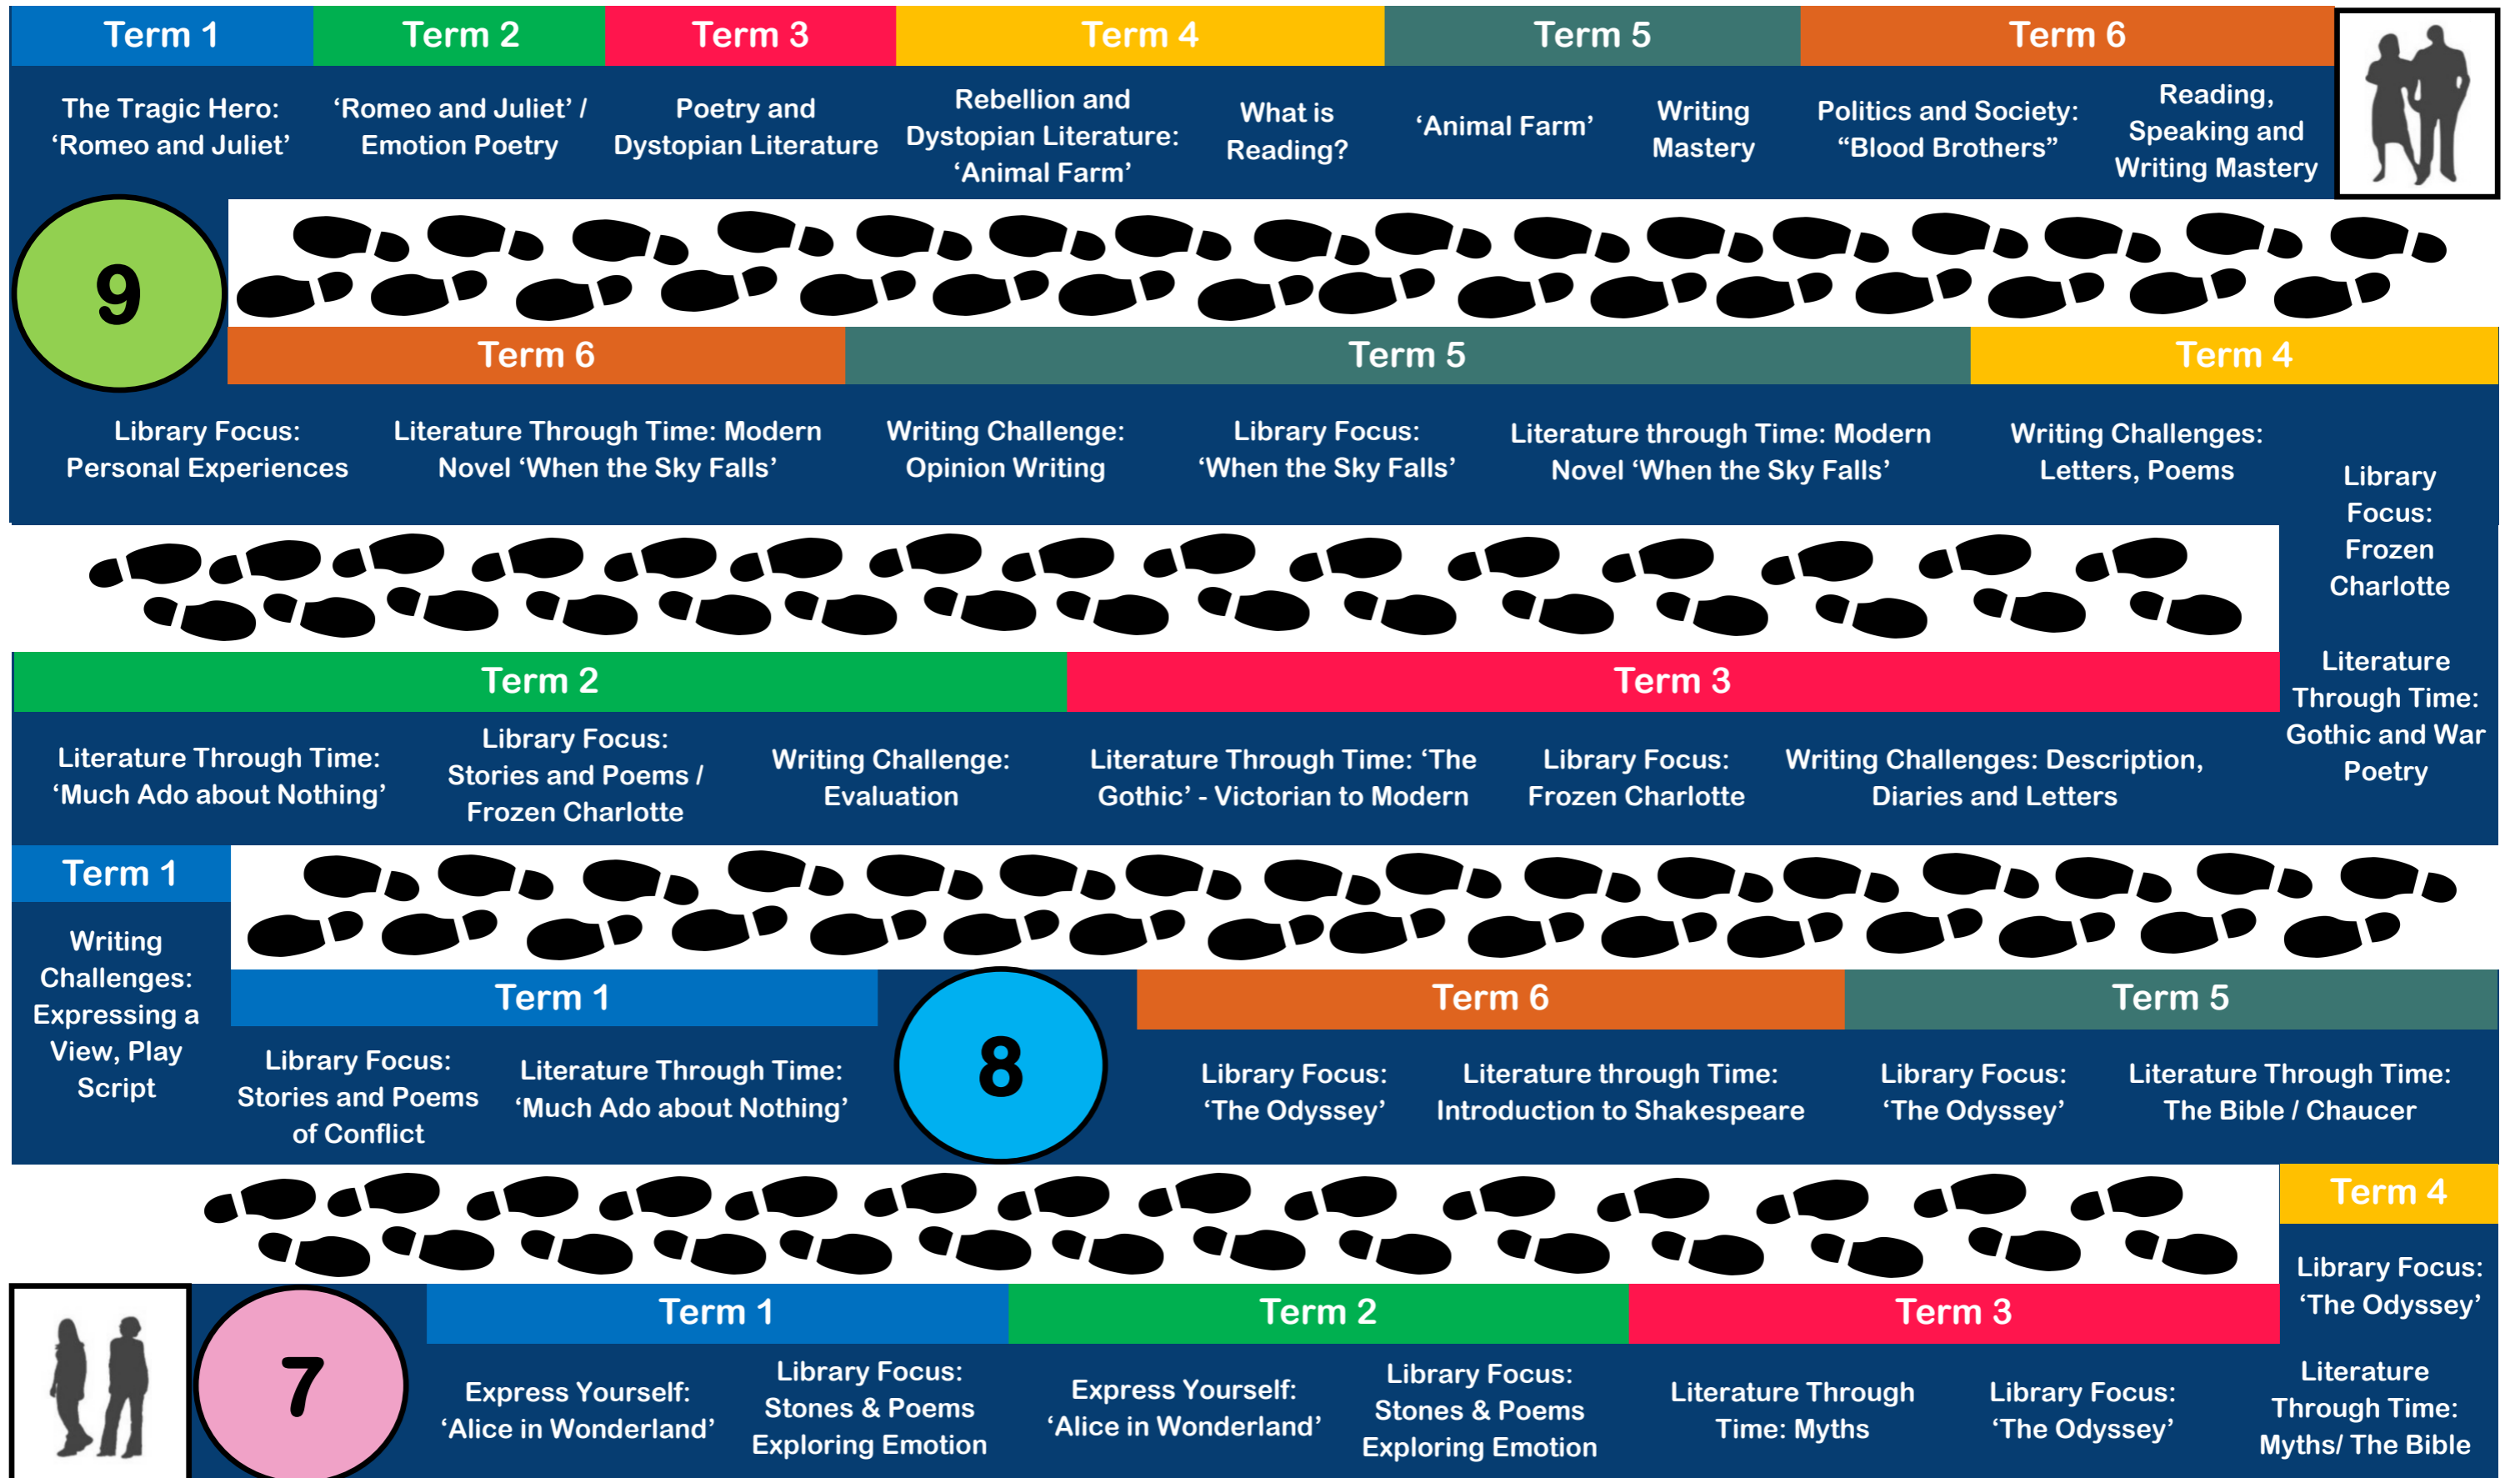 Term 1
Term 2
Term 3
Term 4
Term 5
Term 6
The Tragic Hero:
‘Romeo and Juliet’
‘Romeo and Juliet’ /
Emotion Poetry
Poetry and
Dystopian Literature
Rebellion and
Dystopian Literature:
‘Animal Farm’
What is
Reading?
‘Animal Farm’
Writing
Mastery
Politics and Society:
“Blood Brothers”
Reading,
Speaking and
Writing Mastery
9
Term 6
Term 5
Term 4
Library Focus:
Personal Experiences
Literature Through Time: Modern
Novel ‘When the Sky Falls’
Writing Challenge:
Opinion Writing
Library Focus:
‘When the Sky Falls’
Literature through Time: Modern
Novel ‘When the Sky Falls’
Writing Challenges:
Letters, Poems
Library
Focus:
Frozen
Charlotte
Literature
Through Time:
Gothic and War
Poetry
Term 2
Term 3
Literature Through Time:
‘Much Ado about Nothing’
Library Focus:
Stories and Poems /
Frozen Charlotte
Writing Challenge:
Evaluation
Literature Through Time: ‘The
Gothic’ - Victorian to Modern
Library Focus:
Frozen Charlotte
Writing Challenges: Description,
Diaries and Letters
Term 1
Writing
Challenges:
Expressing a
View, Play
Script
Term 1
Library Focus:
Stories and Poems
of Conflict
Literature Through Time:
‘Much Ado about Nothing’
8
Term 6
Term 5
Library Focus:
‘The Odyssey’
Literature through Time:
Introduction to Shakespeare
Library Focus:
‘The Odyssey’
Literature Through Time:
The Bible / Chaucer
Term 4
Library Focus:
‘The Odyssey’
Literature
Through Time:
Myths/ The Bible
7
Term 1
Term 2
Term 3
Express Yourself:
‘Alice in Wonderland’
Library Focus:
Stones & Poems
Exploring Emotion
Express Yourself:
‘Alice in Wonderland’
Library Focus:
Stones & Poems
Exploring Emotion
Literature Through
Time: Myths
Library Focus:
‘The Odyssey’